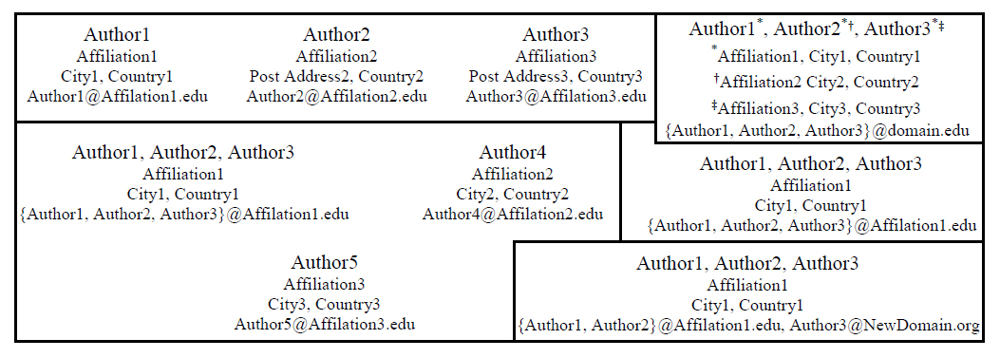 Author1
Affiliation1
City1, Country1
Author1@Affilation1.edu
Author2
Affiliation2
Post Address2, Country2
Author2@Affilation2.edu
Author3
Affiliation3
Post Address3, Country3
Author3@Affilation3.edu
Author1*, Author2*†, Author3*‡
*Affiliation1, City1, Country1
†Affiliation2 City2, Country2
‡Affiliation3, City3, Country3
{Author1, Author2, Author3}@domain.edu
Author1, Author2, Author3
Affiliation1
City1, Country1
{Author1, Author2, Author3}@Affilation1.edu
Author4
Affiliation2
City2, Country2
Author4@Affilation2.edu
Author1, Author2, Author3
Affiliation1
City1, Country1
{Author1, Author2, Author3}@Affilation1.edu
Author5
Affiliation3
City3, Country3
Author5@Affilation3.edu
Author1, Author2, Author3
Affiliation1
City1, Country1
{Author1, Author2}@Affilation1.edu, Author3@NewDomain.org